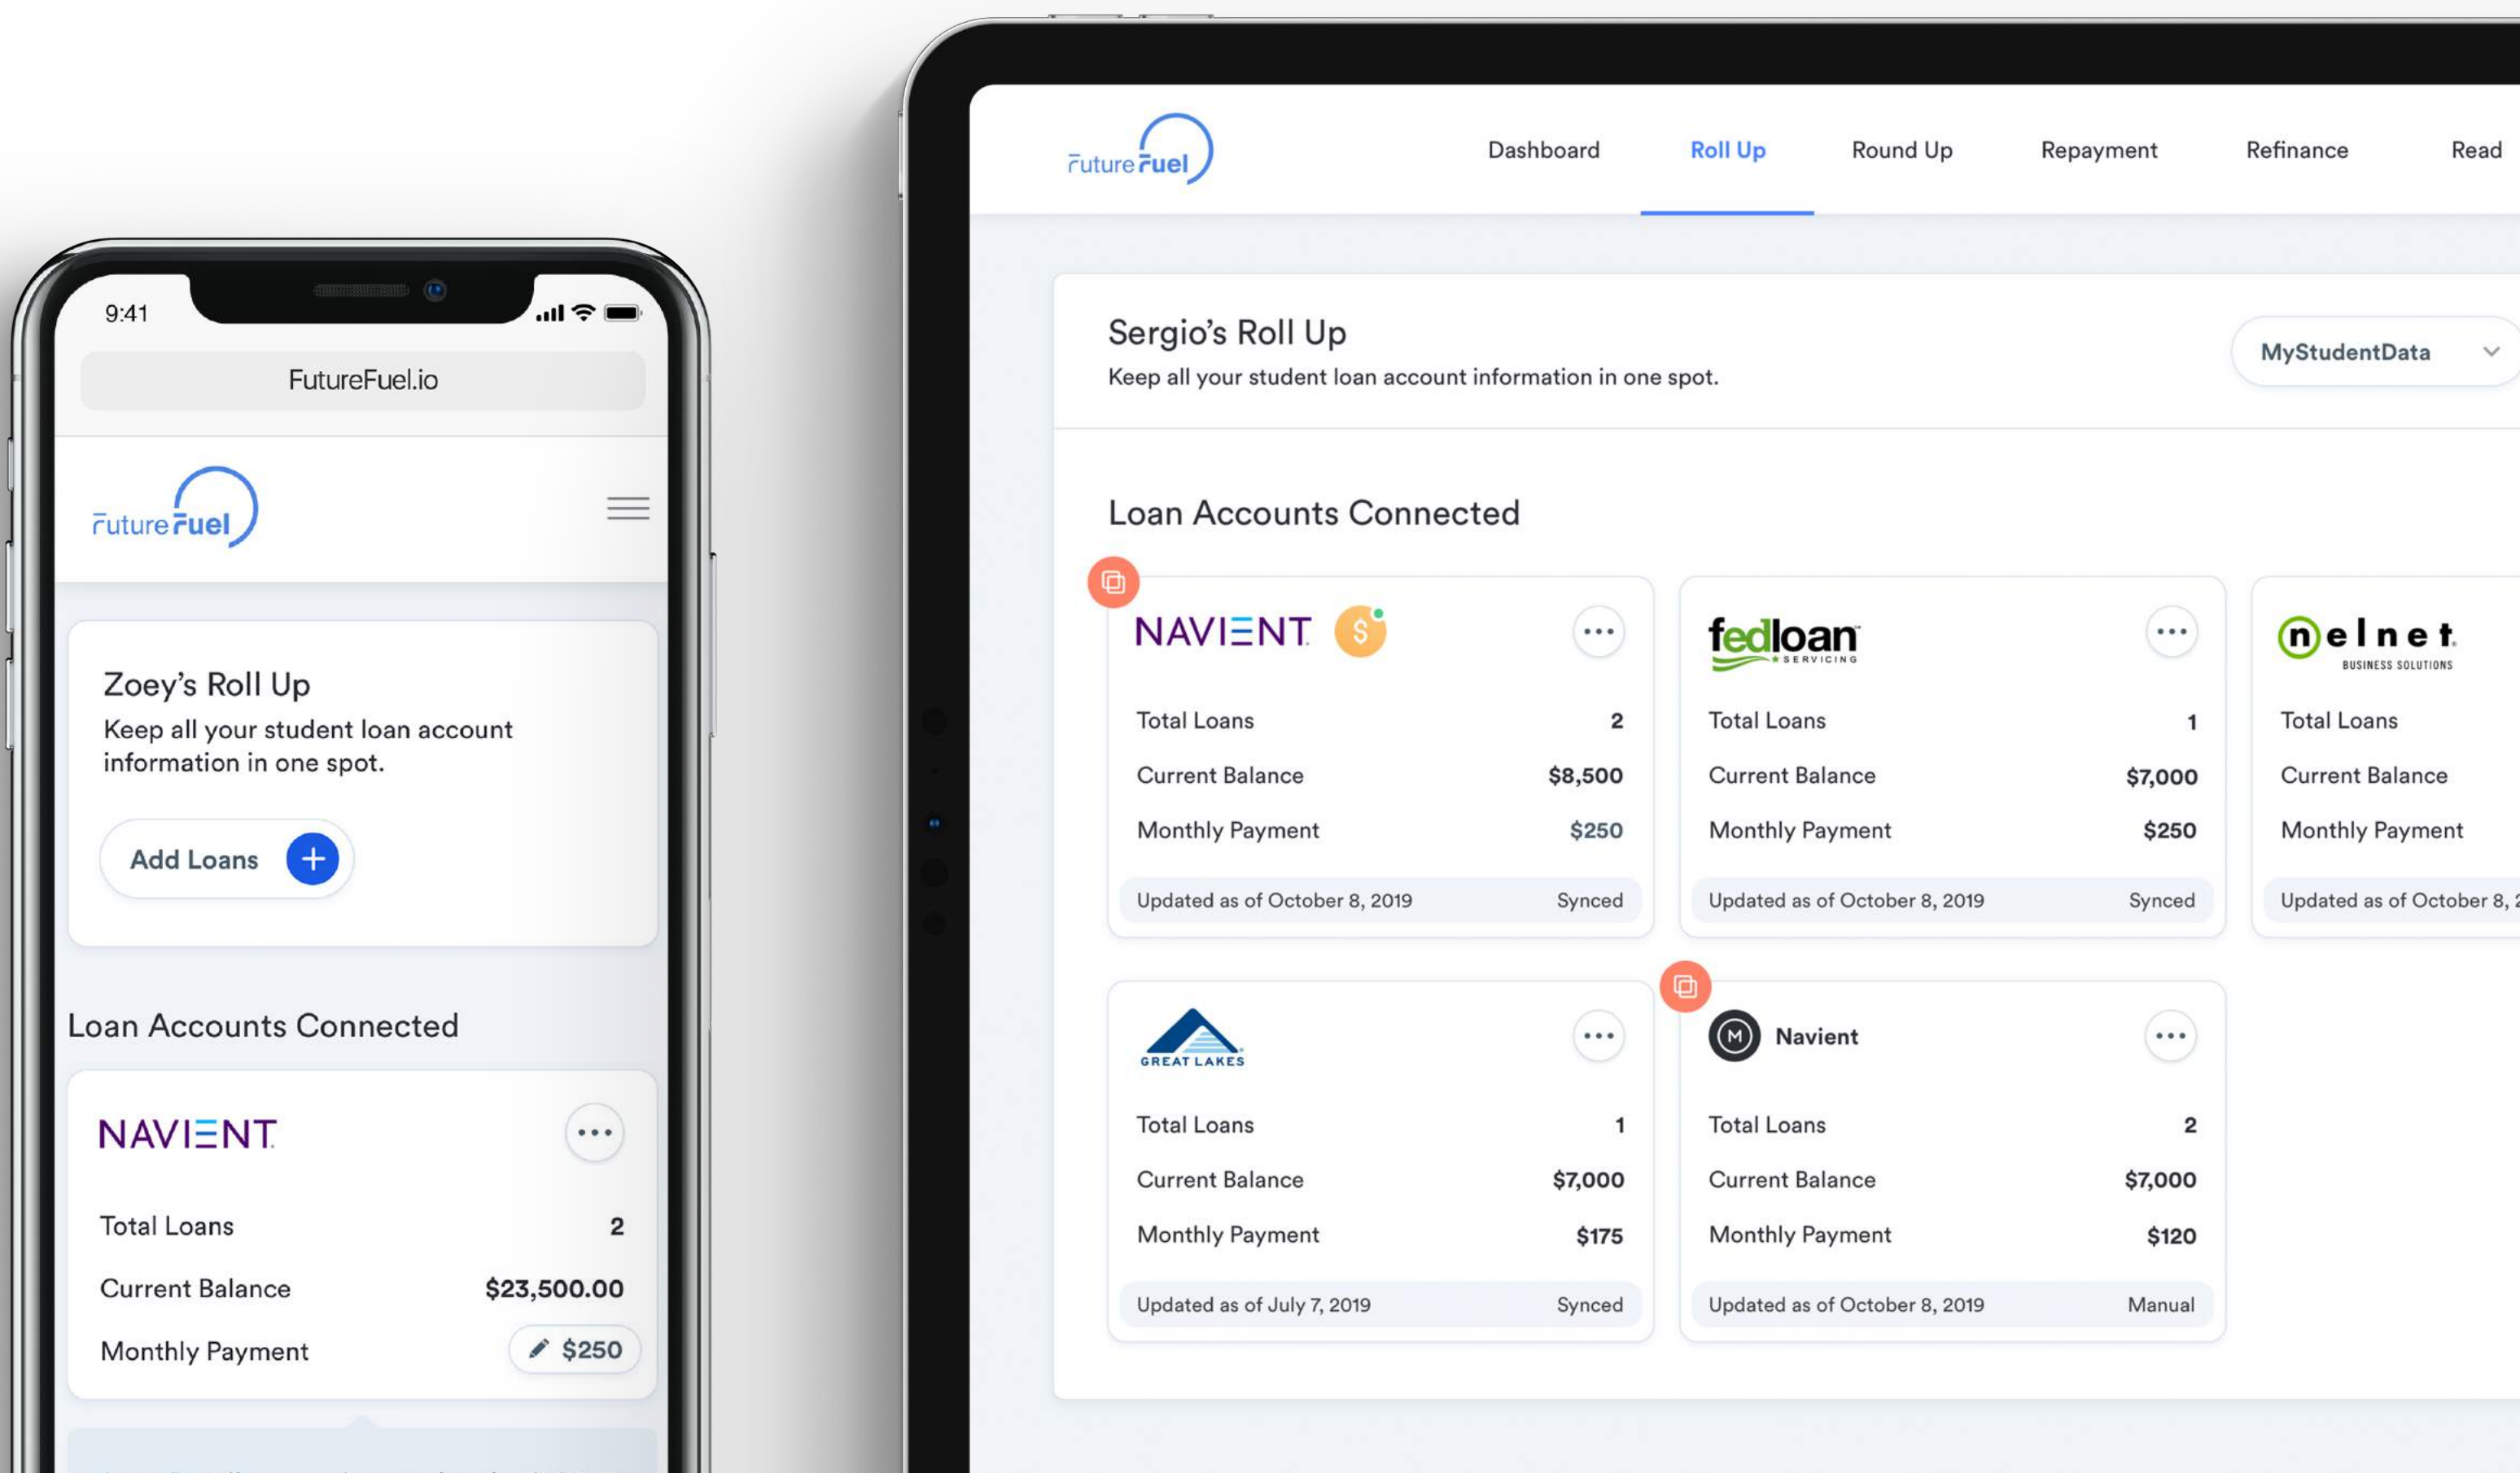 9:41
FutureFuel.io
Future Fuel
Zoey's Roll Up
Keep all your student loan account
information in one spot.
Add Loans
Loan Accounts Connected
NAVIENT
Total Loans 2
Current Balance $23,500.00
Monthly Payment $250
Future Fuel Dashboard Roll Up Round Up Repayment Refinance Read
Sergio's Roll Up
Keep all your student loan account information in one spot.
MyStudentData
Loan Accounts Connected
NAVIENT $
Total Loans 2
Current Balance $8,500
Monthly Payment $250
Updated as of October 8, 2019 Synced
fedloan
SERVICING
Total Loans 1
Current Balance $7,000
Monthly Payment $250
Updated as of October 8, 2019 Synced
nelnet
BUSINESS SOLUTIONS
Total Loans
Current Balance
Monthly Payment
Updated as of October 8,
GREAT LAKES
Total Loans 1
Current Balance $7,000
Monthly Payment $175
Updated as of July 7, 2019 Synced
M Navient
Total Loans 2
Current Balance $7,000
Monthly Payment $120
Updated as of October 8, 2019 Manual